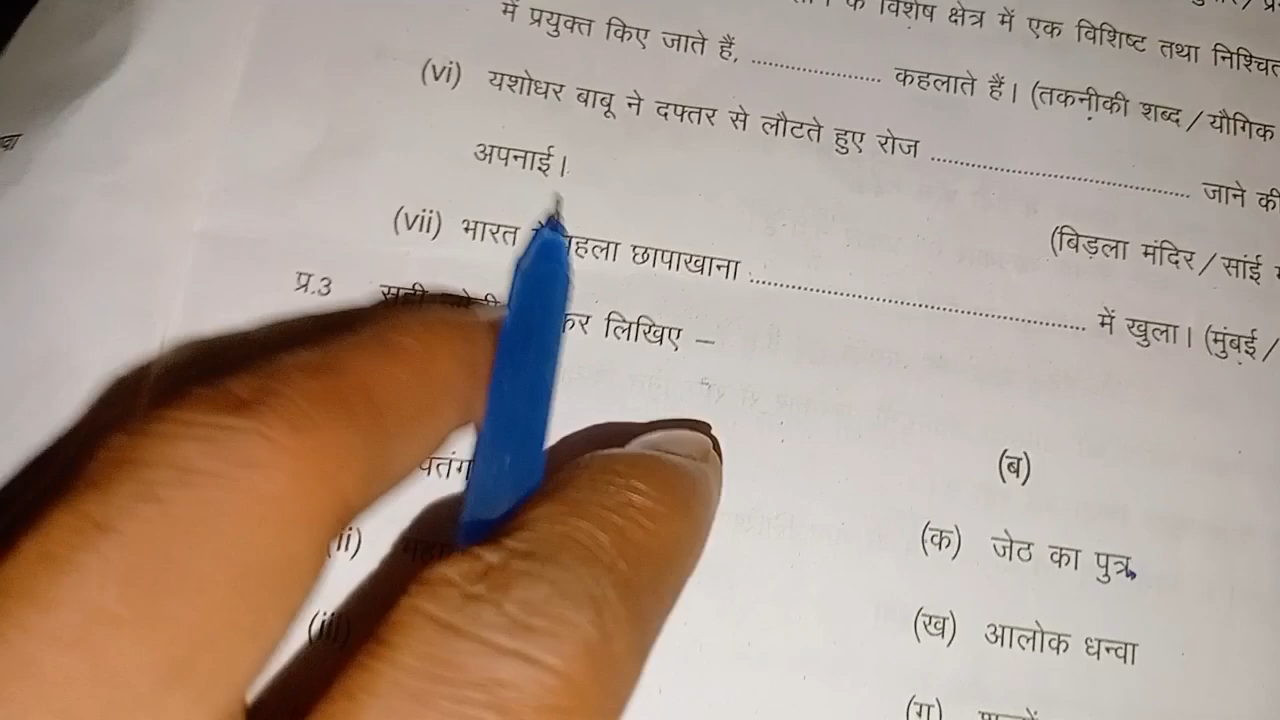 के विशेष क्षेत्र में एक विशिष्ट तथा निश्चित
में प्रयुक्त किए जाते हैं, .................... कहलाते हैं। (तकनीकी शब्द / यौगिक
(vi) यशोधर बाबू ने दफ्तर से लौटते हुए रोज ........................................ जाने की
अपनाई।
(बिड़ला मंदिर / सांई
(vii) भारत पहला छापाखाना .................................................... में खुला। (मुंबई /
प्र.3 कर लिखिए –
(ब)
पतंग
(क) जेठ का पुत्र
(ii)
(ख) आलोक धन्वा
(iii)
(ग)